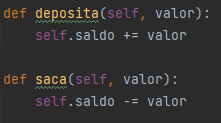 def deposita(self, valor):
    self.saldo += valor

def saca(self, valor):
    self.saldo -= valor